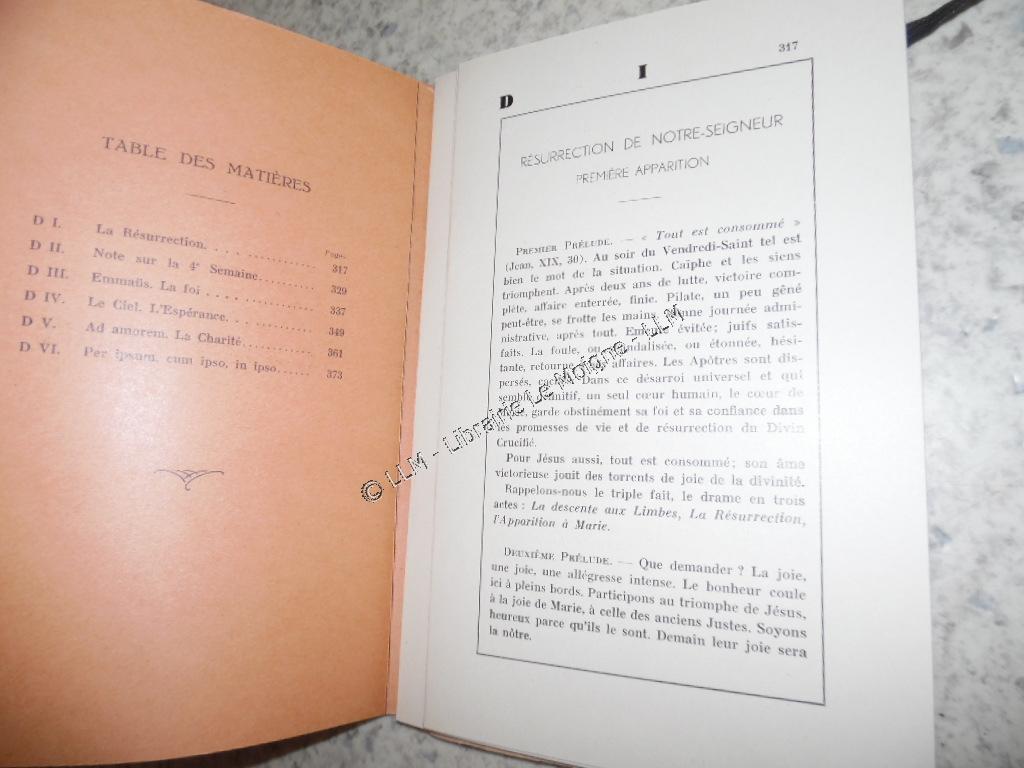 TABLE DES MATIÈRES
Pages
D I. La Résurrection. . . . . . . . . . . . 317
D II. Note sur la 4e Semaine. . . . . . . . . 329
D III. Emmaüs. La foi . . . . . . . . . . . . 337
D IV. Le Ciel. L'Espérance. . . . . . . . . . 349
D V. Ad amorem. La Charité. . . . . . . . . . 361
D VI. Per ipsum, cum ipso, in ipso. . . . . . 373
317
D I
RÉSURRECTION DE NOTRE-SEIGNEUR
PREMIÈRE APPARITION
PREMIER PRÉLUDE. — « Tout est consommé »
(Jean, XIX, 30). Au soir du Vendredi-Saint tel est
bien le mot de la situation. Caïphe et les siens
triomphent. Après deux ans de lutte, victoire com-
plète, affaire enterrée, finie. Pilate, un peu gêné
peut-être, se frotte les mains. Bonne journée admi-
nistrative, après tout. Emeute évitée; juifs satis-
faits. La foule, ou scandalisée, ou étonnée, hési-
tante, retourne affaires. Les Apôtres sont dis-
persés, cachés. Dans ce désarroi universel et qui
semble définitif, un seul cœur humain, le cœur de
garde obstinément sa foi et sa confiance dans
les promesses de vie et de résurrection du Divin
Crucifié.
Pour Jésus aussi, tout est consommé; son âme
victorieuse jouit des torrents de joie de la divinité.
Rappelons-nous le triple fait, le drame en trois
actes : La descente aux Limbes, La Résurrection,
l'Apparition à Marie.
DEUXIÈME PRÉLUDE. — Que demander ? La joie,
une joie, une allégresse intense. Le bonheur coule
ici à pleins bords. Participons au triomphe de Jésus,
à la joie de Marie, à celle des anciens Justes. Soyons
heureux parce qu'ils le sont. Demain leur joie sera
la nôtre.
© LLM - Librairie Le Moigne - LLM